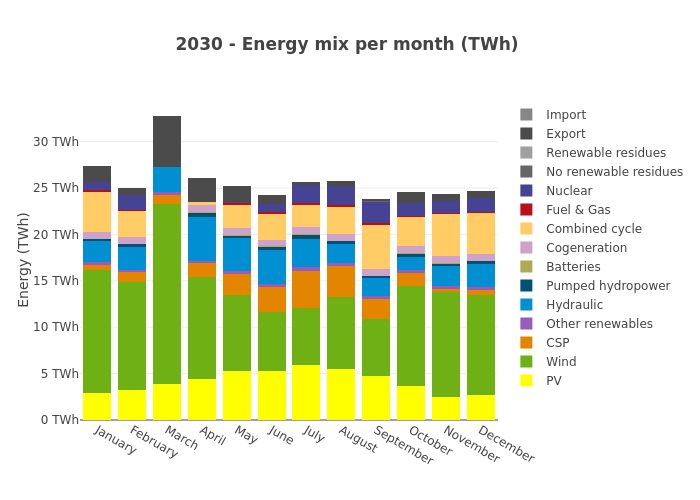 2030 - Energy mix per month (TWh)
Energy (TWh)
30 TWh
25 TWh
20 TWh
15 TWh
10 TWh
5 TWh
0 TWh
January
February
March
April
May
June
July
August
September
October
November
December
Import
Export
Renewable residues
No renewable residues
Nuclear
Fuel & Gas
Combined cycle
Cogeneration
Batteries
Pumped hydropower
Hydraulic
Other renewables
CSP
Wind
PV